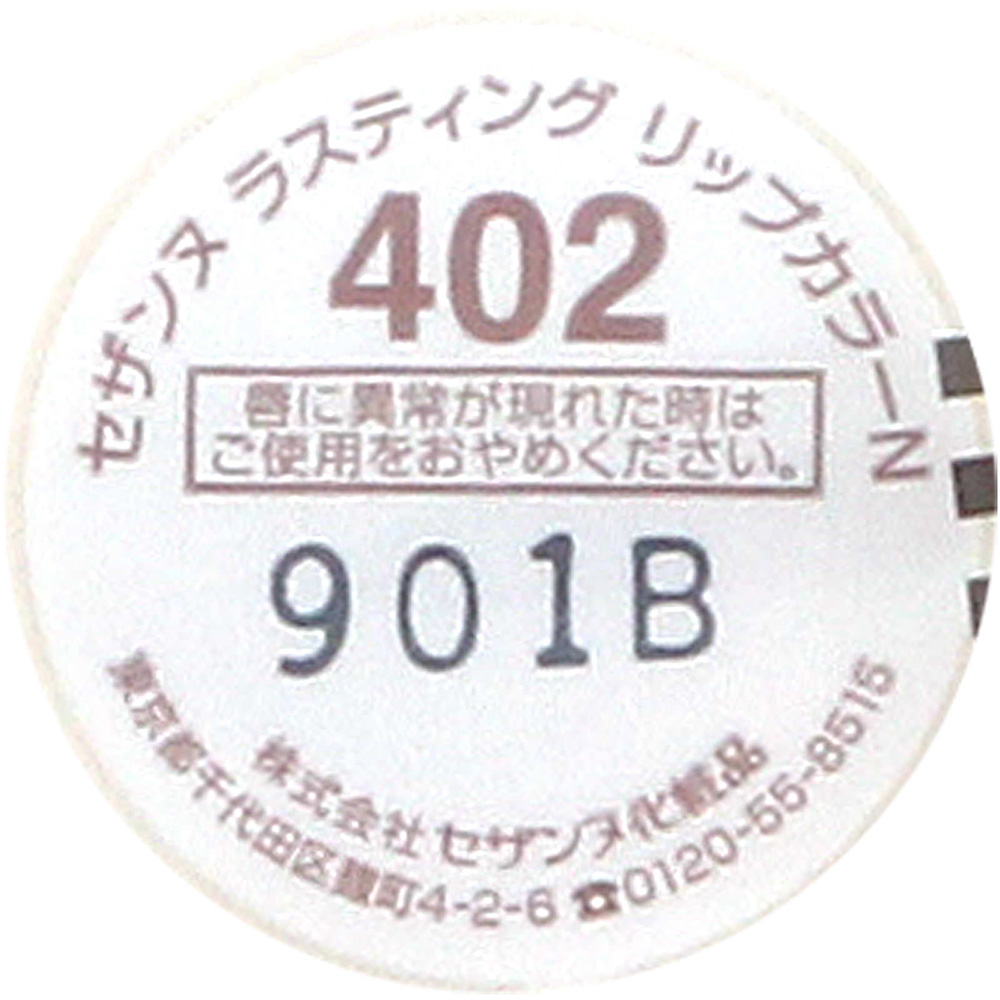 セザンヌ ラスティング リップカラーN
402
唇に異常が現れた時は
ご使用をおやめください。
901B
株式会社 セザンヌ化粧品
東京都千代田区麹町4-2-6 ☎0120-55-8515